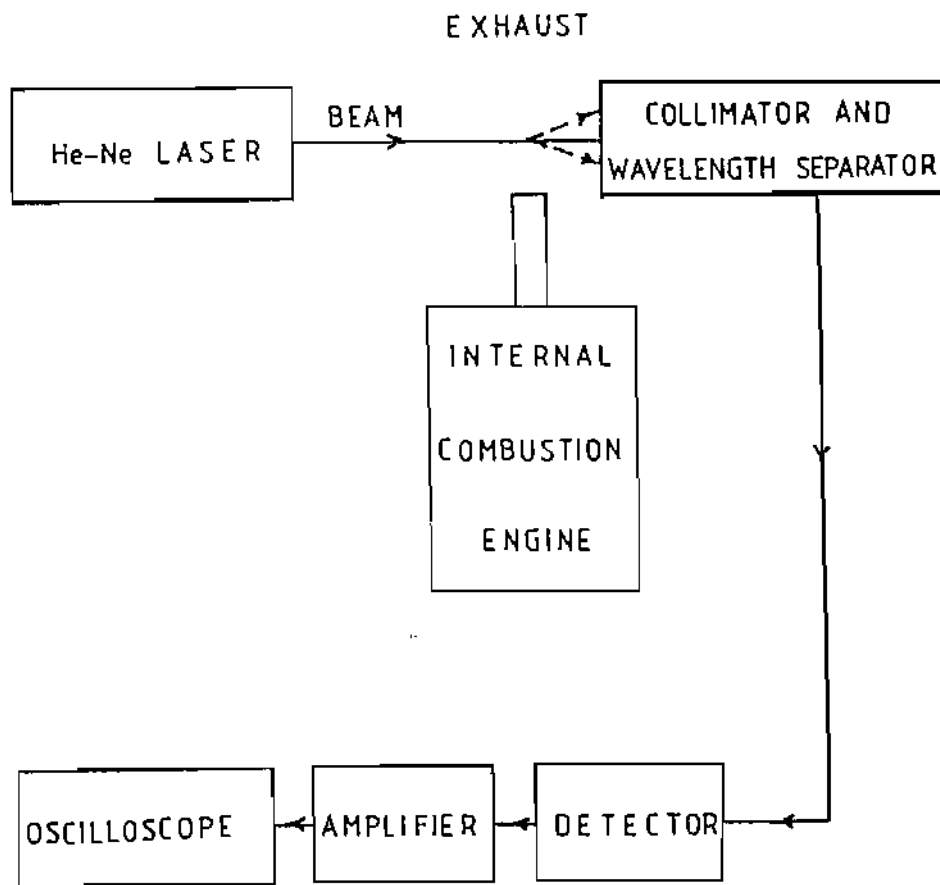 EXHAUST
He-Ne LASER
BEAM
COLLIMATOR AND
WAVELENGTH SEPARATOR
INTERNAL
COMBUSTION
ENGINE
OSCILLOSCOPE
AMPLIFIER
DETECTOR